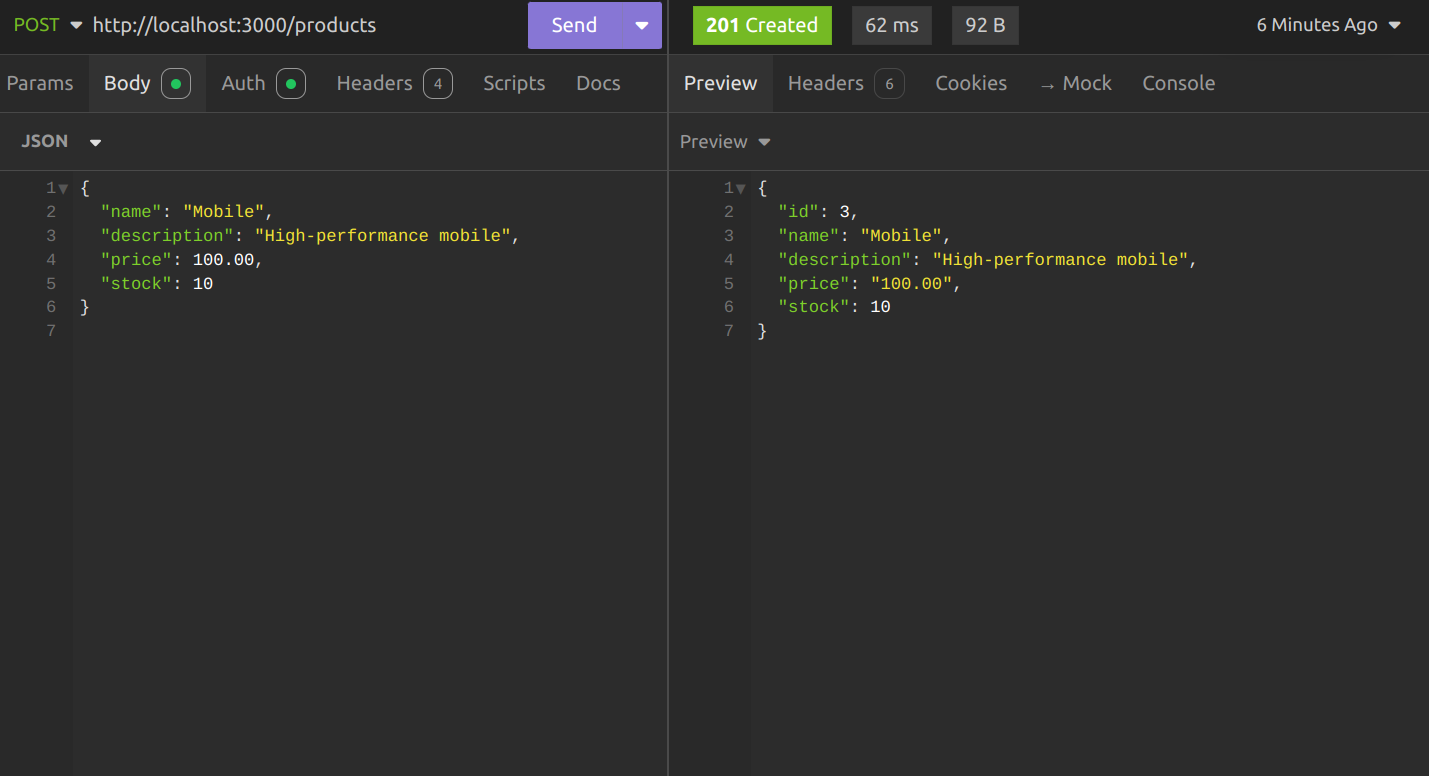 POST http://localhost:3000/products Send 201 Created 62 ms 92 B 6 Minutes Ago
Params Body Auth Headers 4 Scripts Docs
Preview Headers 6 Cookies → Mock Console
JSON
Preview
1 {
2 "name": "Mobile",
3 "description": "High-performance mobile",
4 "price": 100.00,
5 "stock": 10
6 }
7
1 {
2 "id": 3,
3 "name": "Mobile",
4 "description": "High-performance mobile",
5 "price": "100.00",
6 "stock": 10
7 }